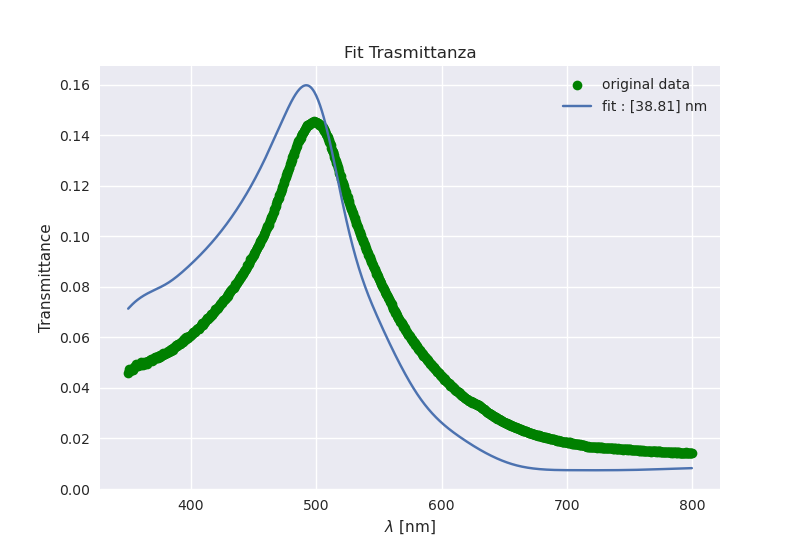 Fit Trasmittanza
original data
fit : [38.81] nm
0.16
0.14
0.12
0.10
0.08
0.06
0.04
0.02
0.00
Transmittance
400 500 600 700 800
λ [nm]